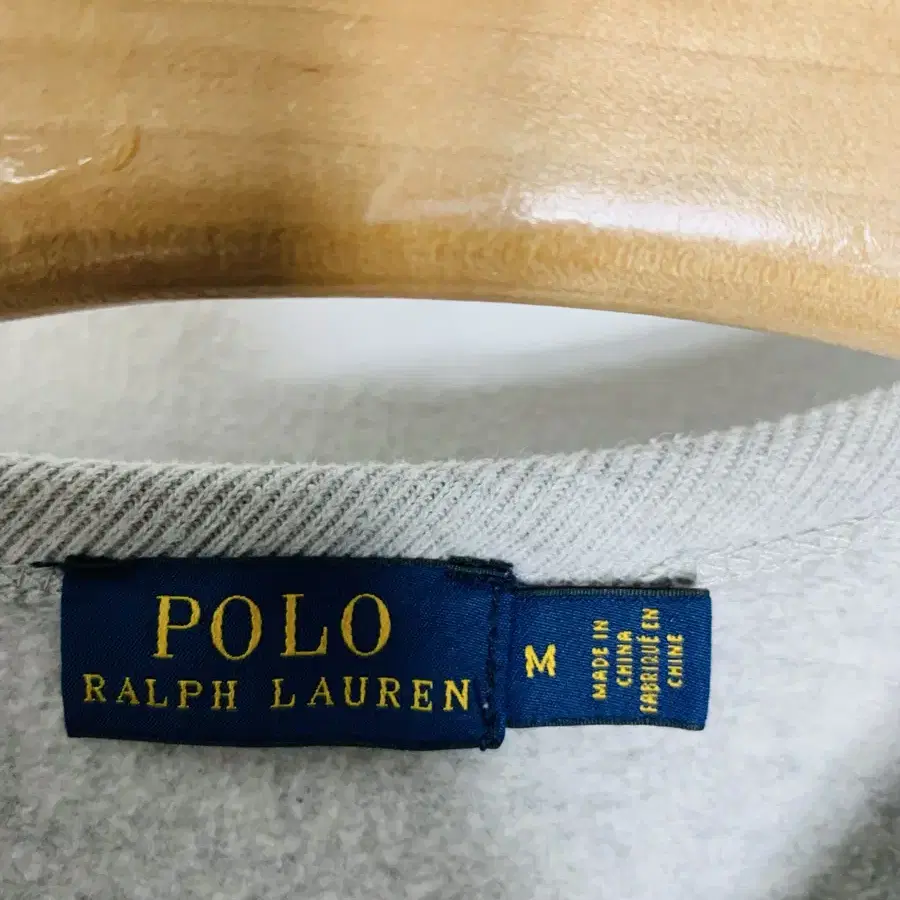 POLO
RALPH LAUREN
M
MADE IN
CHINA
FABRIQUÉ EN
CHINE